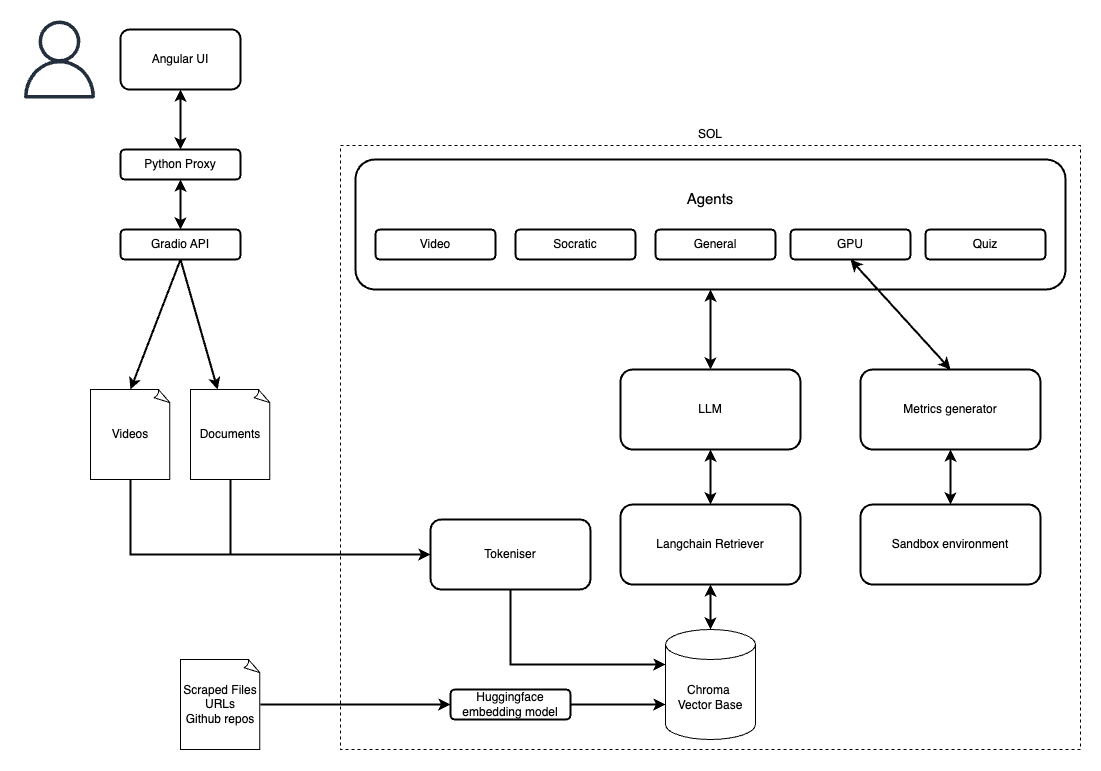 Angular UI
SOL
Python Proxy
Agents
Gradio API
Video
Socratic
General
GPU
Quiz
Videos
Documents
LLM
Metrics generator
Tokeniser
Langchain Retriever
Sandbox environment
Scraped Files
URLs
Github repos
Huggingface
embedding model
Chroma
Vector Base